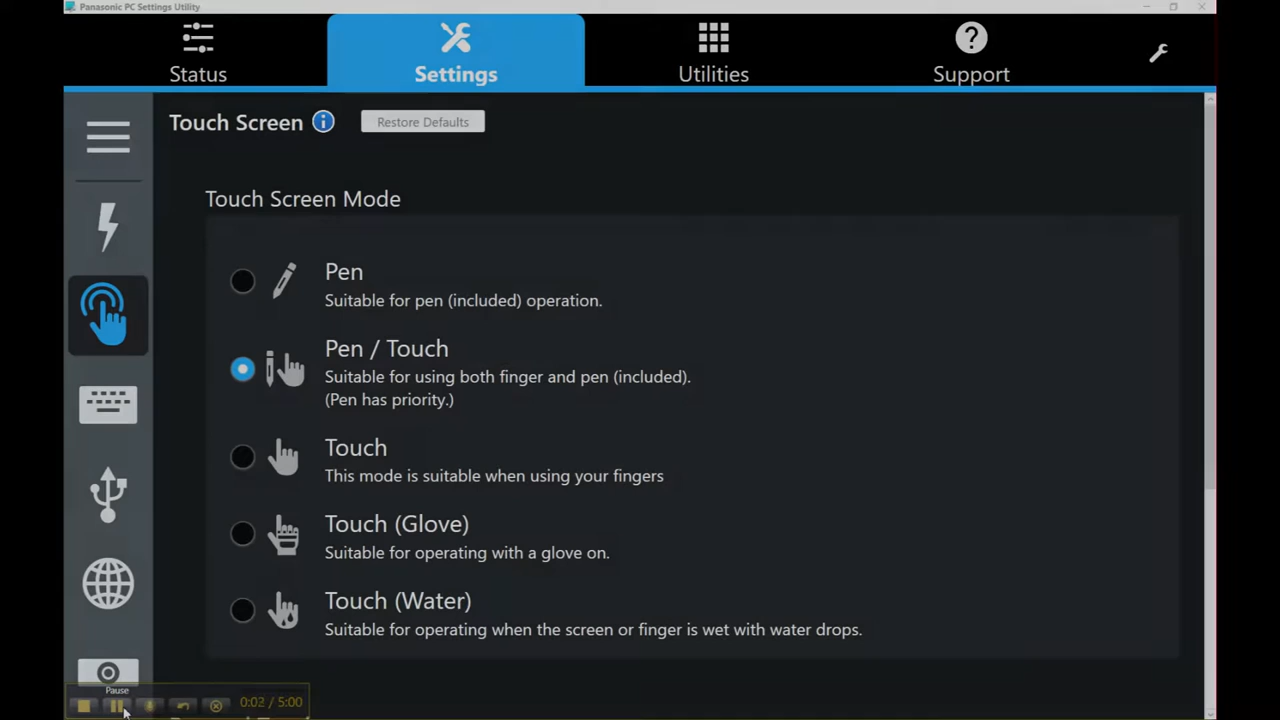 Panasonic PC Settings Utility
Status
Settings
Utilities
Support
Touch Screen
Restore Defaults
Touch Screen Mode
Pen
Suitable for pen (included) operation.
Pen / Touch
Suitable for using both finger and pen (included).
(Pen has priority.)
Touch
This mode is suitable when using your fingers
Touch (Glove)
Suitable for operating with a glove on.
Touch (Water)
Suitable for operating when the screen or finger is wet with water drops.
Pause
0:02 / 5:00